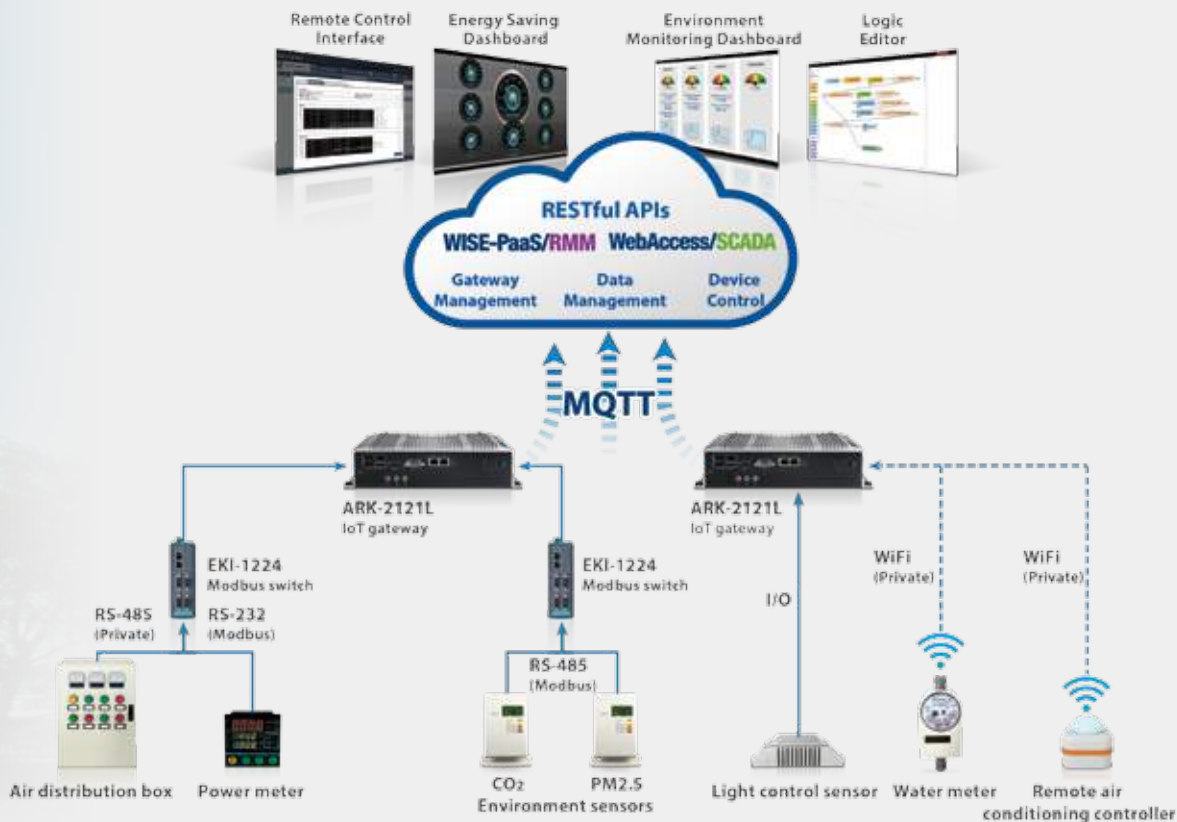 Remote Control
Interface
Energy Saving
Dashboard
Environment
Monitoring Dashboard
Logic
Editor
RESTful APIs
WISE-PaaS/RMM WebAccess/SCADA
Gateway
Management
Data
Management
Device
Control
MQTT
ARK-2121L
IoT gateway
ARK-2121L
IoT gateway
EKI-1224
Modbus switch
EKI-1224
Modbus switch
WiFi
(Private)
WiFi
(Private)
I/O
RS-485
(Private)
RS-232
(Modbus)
RS-485
(Modbus)
Air distribution box
Power meter
CO2
PM2.5
Environment sensors
Light control sensor
Water meter
Remote air
conditioning controller